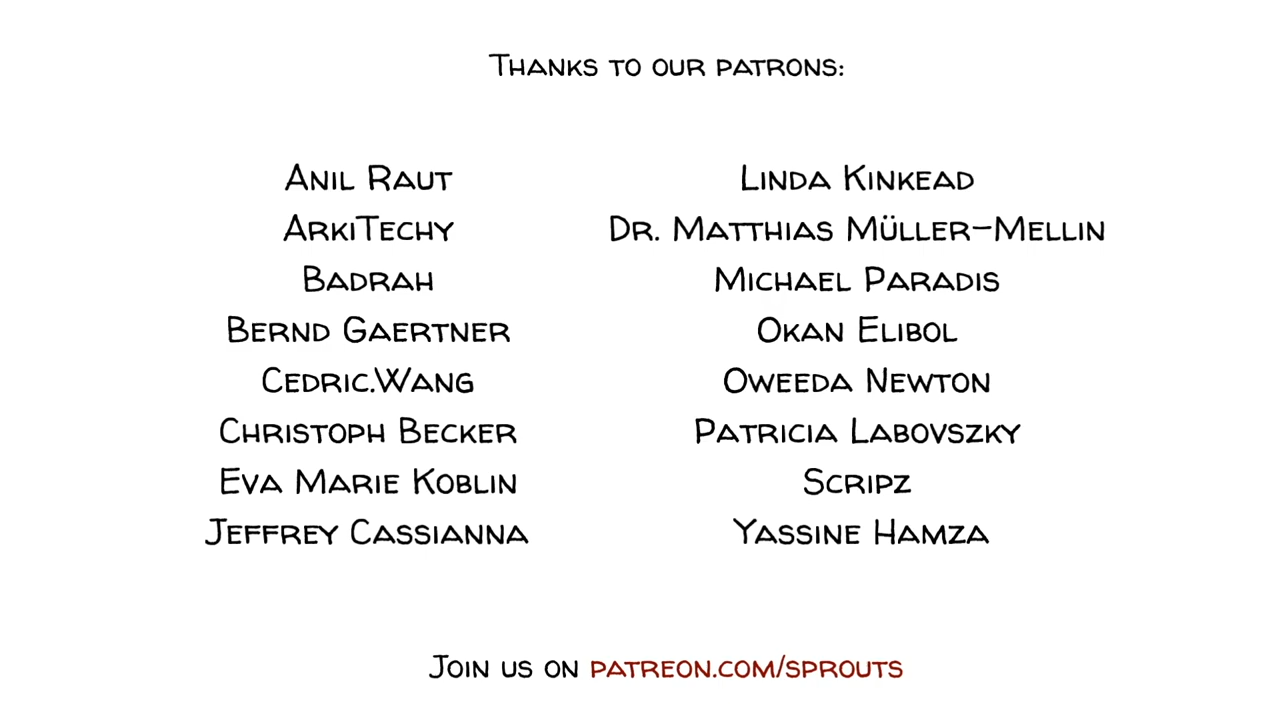 Thanks to our patrons:
Anil Raut
ArkiTechy
Badrah
Bernd Gaertner
Cedric.Wang
Christoph Becker
Eva Marie Koblin
Jeffrey Cassianna
Linda Kinkead
Dr. Matthias Müller-Mellin
Michael Paradis
Okan Elibol
Oweeda Newton
Patricia Labovszky
Scripz
Yassine Hamza
Join us on patreon.com/sprouts